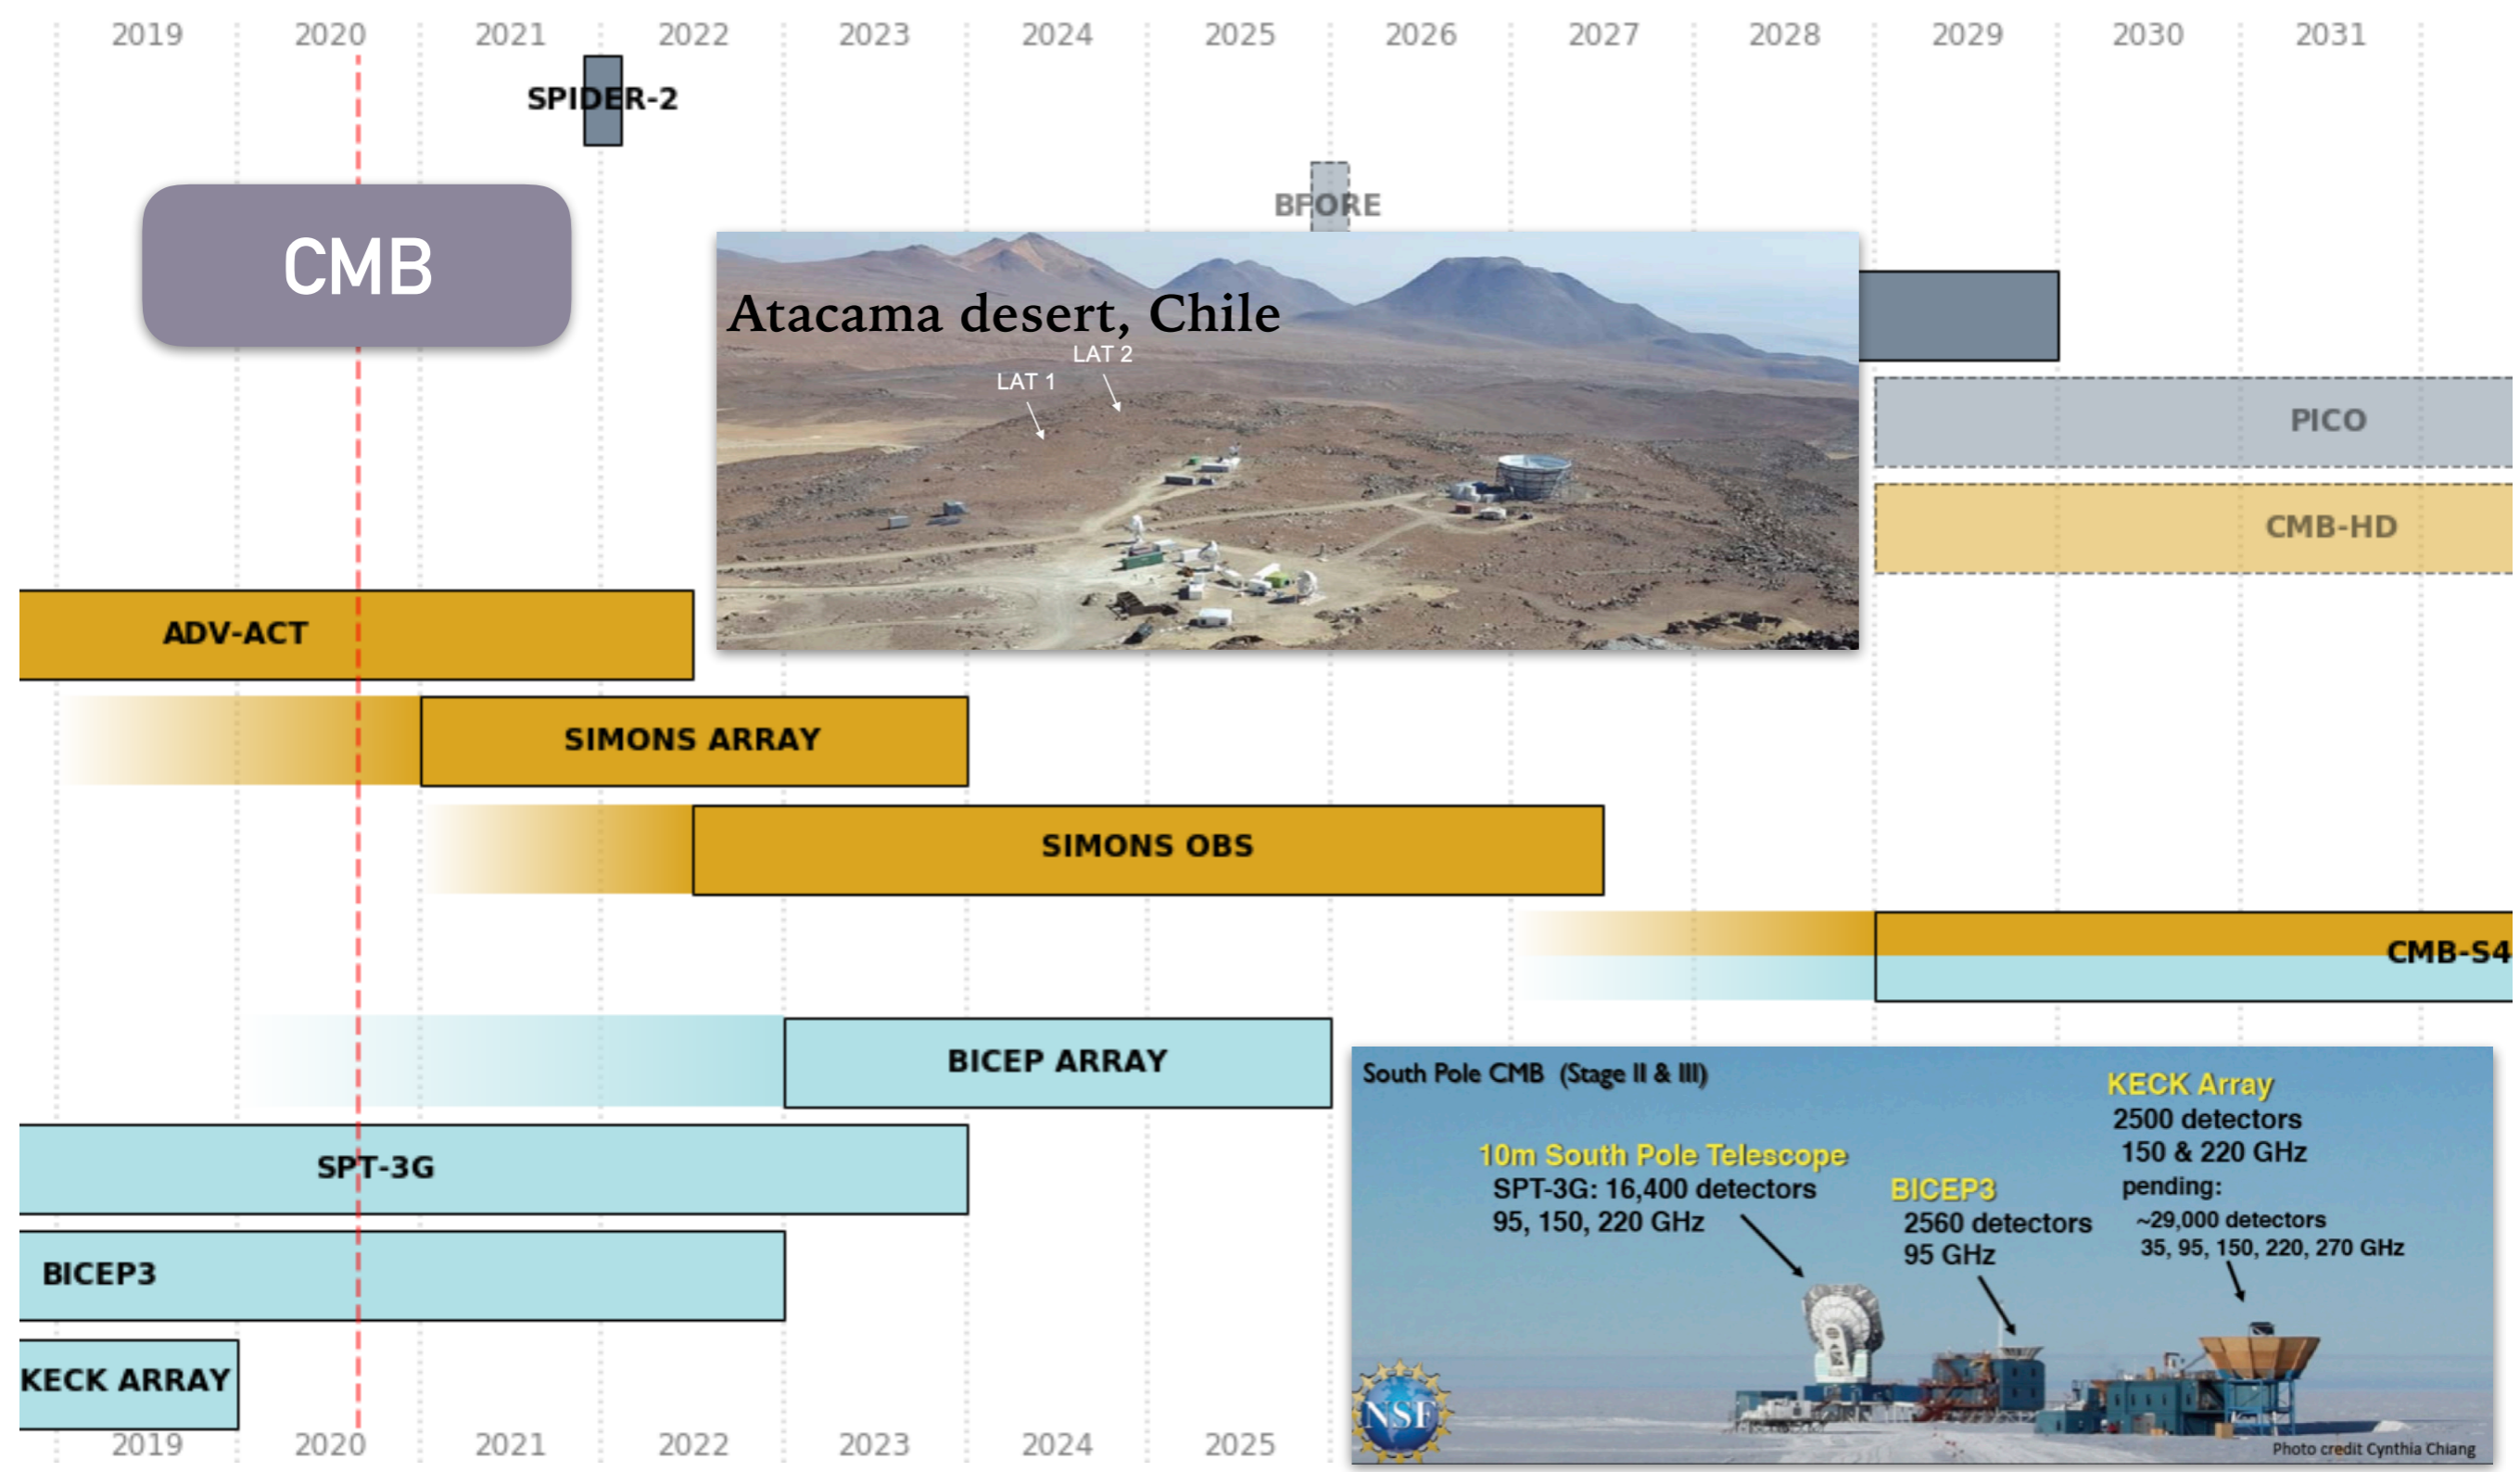 2019 2020 2021 2022 2023 2024 2025 2026 2027 2028 2029 2030 2031
SPIDER-2
BFORE
CMB
Atacama desert, Chile
LAT 2
LAT 1
PICO
CMB-HD
ADV-ACT
SIMONS ARRAY
SIMONS OBS
CMB-S4
BICEP ARRAY
SPT-3G
BICEP3
KECK ARRAY
South Pole CMB (Stage II & III)
10m South Pole Telescope
SPT-3G: 16,400 detectors
95, 150, 220 GHz
BICEP3
2560 detectors
95 GHz
KECK Array
2500 detectors
150 & 220 GHz
pending:
~29,000 detectors
35, 95, 150, 220, 270 GHz
NSF
Photo credit Cynthia Chiang
2019 2020 2021 2022 2023 2024 2025